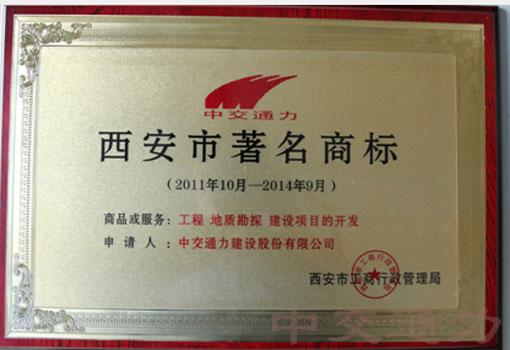 中交通力
西安市著名商标
（2011年10月—2014年9月）
商品或服务：工程 地质勘探 建设项目的开发
申 请 人 ：中交通力建设股份有限公司
西安市工商行政管理局
中交通力